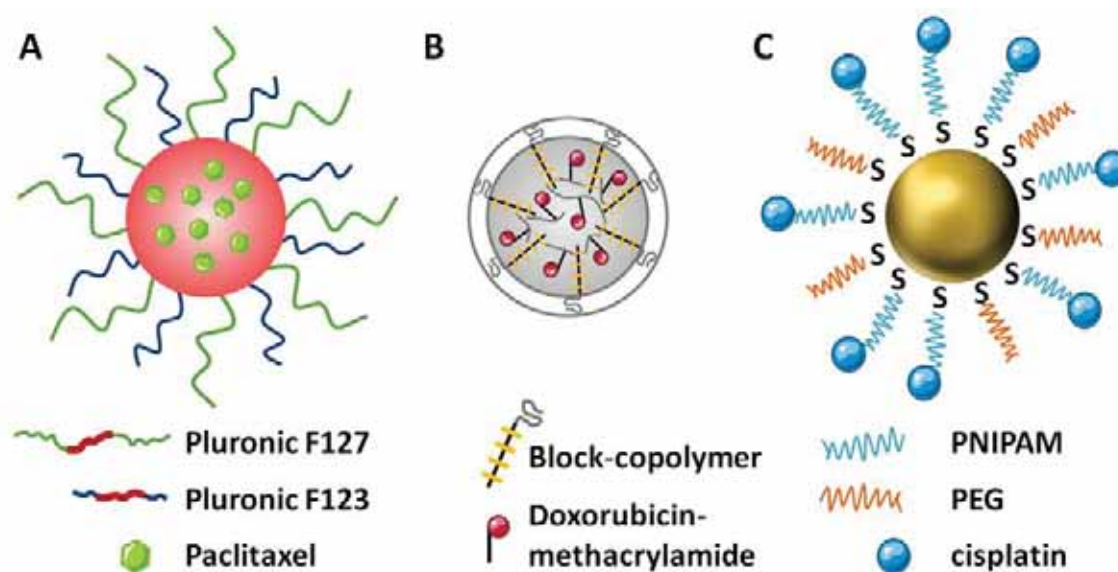 A
B
C
S
S
S
S
S
S
S
S
S
S
S
S
Pluronic F127
Pluronic F123
Paclitaxel
Block-copolymer
Doxorubicin-
methacrylamide
PNIPAM
PEG
cisplatin